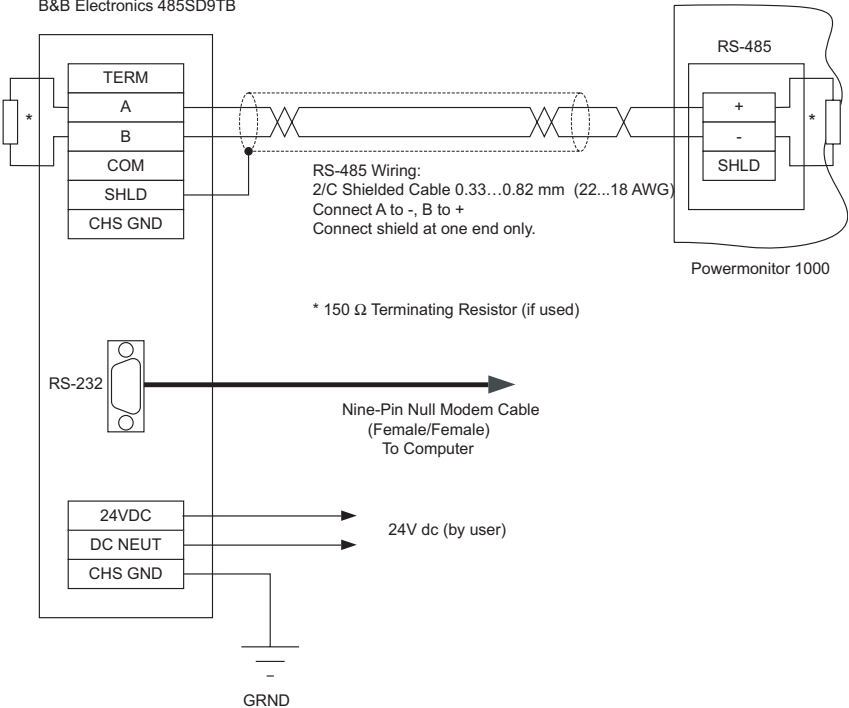 B&B Electronics 485SD9TB
RS-485
TERM
A
B
COM
SHLD
CHS GND
*
+
-
SHLD
*
RS-485 Wiring:
2/C Shielded Cable 0.33…0.82 mm (22...18 AWG)
Connect A to -, B to +
Connect shield at one end only.
Powermonitor 1000
* 150 Ω Terminating Resistor (if used)
RS-232
Nine-Pin Null Modem Cable
(Female/Female)
To Computer
24VDC
DC NEUT
CHS GND
24V dc (by user)
GRND